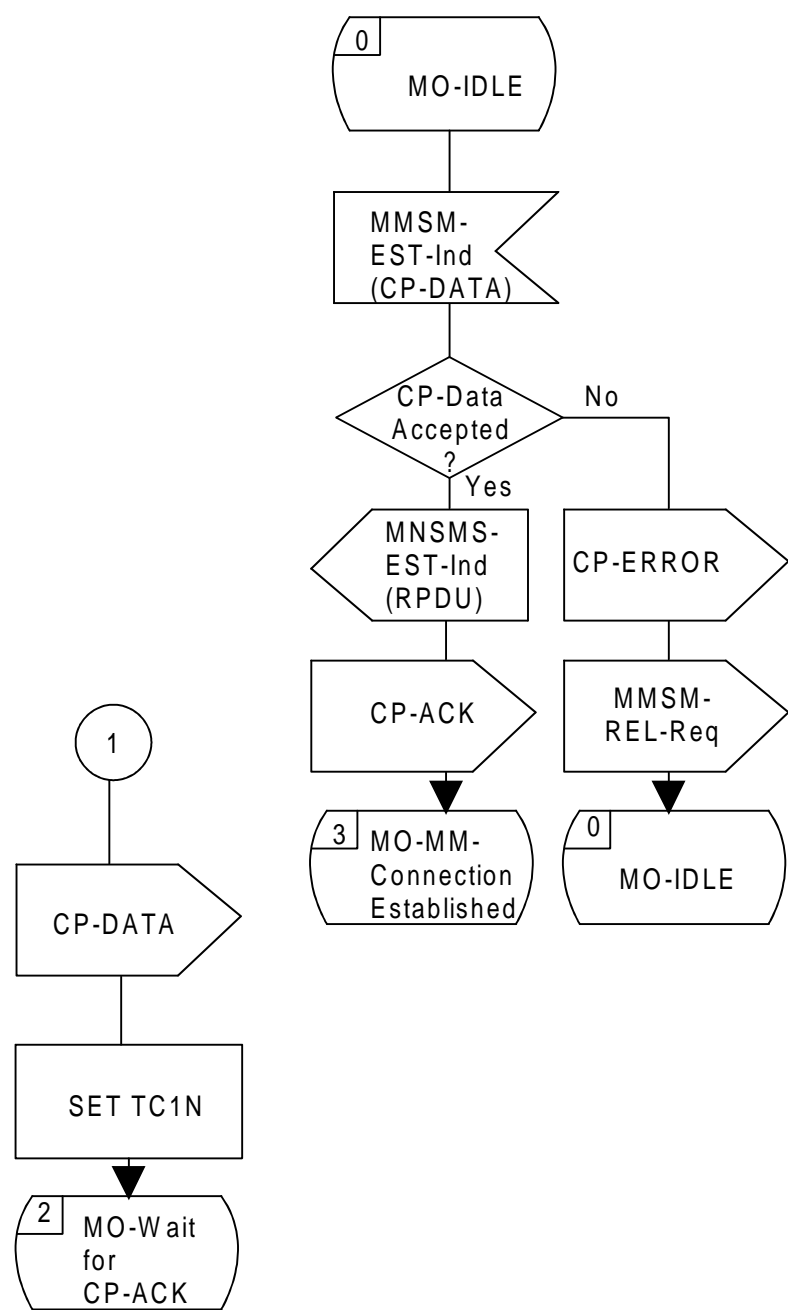 0
MO-IDLE
MMSM-
EST-Ind
(CP-DATA)
CP-Data
Accepted
?
No
Yes
MNSMS-
EST-Ind
(RPDU)
CP-ERROR
CP-ACK
MMSM-
REL-Req
3
MO-MM-
Connection
Established
0
MO-IDLE
1
CP-DATA
SET TC1N
2
MO-Wait
for
CP-ACK